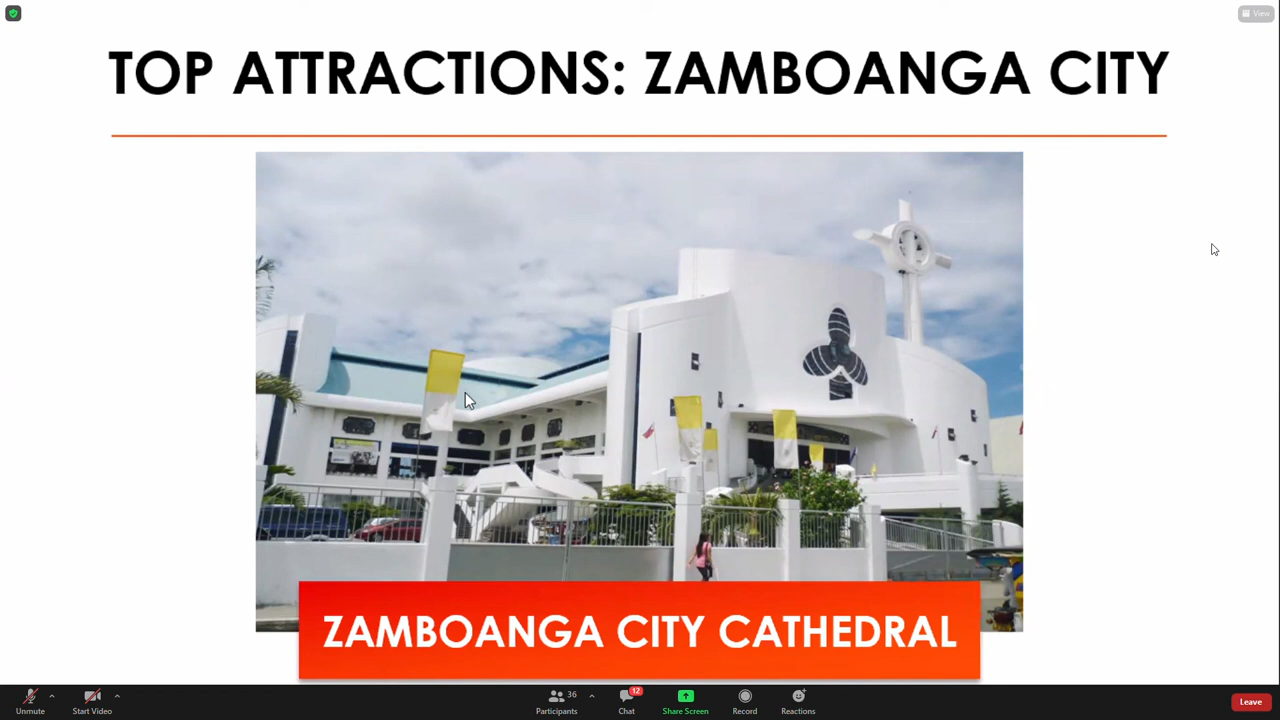 View
TOP ATTRACTIONS: ZAMBOANGA CITY
ZAMBOANGA CITY CATHEDRAL
Unmute
Start Video
36
Participants
12
Chat
Share Screen
Record
Reactions
Leave